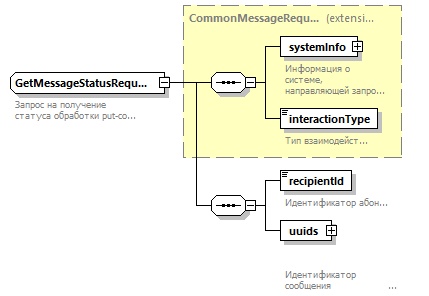 CommonMessageRequ... (extensi...
systemInfo
Информация о
системе,
направляющей запро...
GetMessageStatusRequ...
Запрос на получение
статуса обработки put-со...
interactionType
Тип взаимодейст...
recipientId
Идентификатор абон...
uuids
Идентификатор
сообщения ...